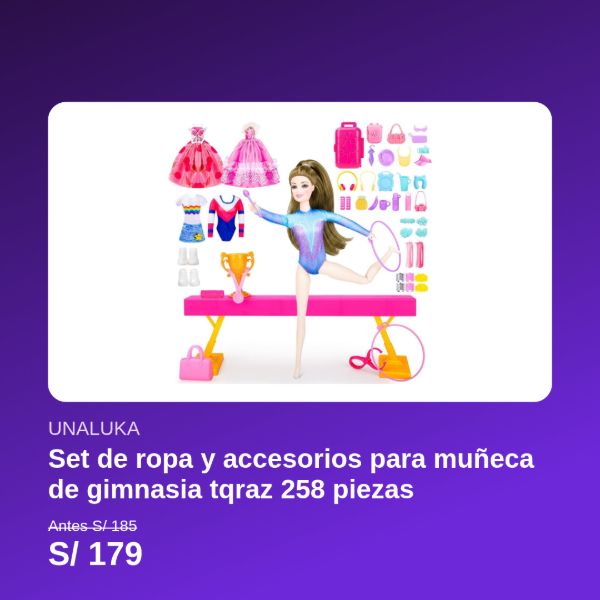 UNALUKA
Set de ropa y accesorios para muñeca
de gimnasia tqraz 258 piezas
Antes S/ 185
S/ 179